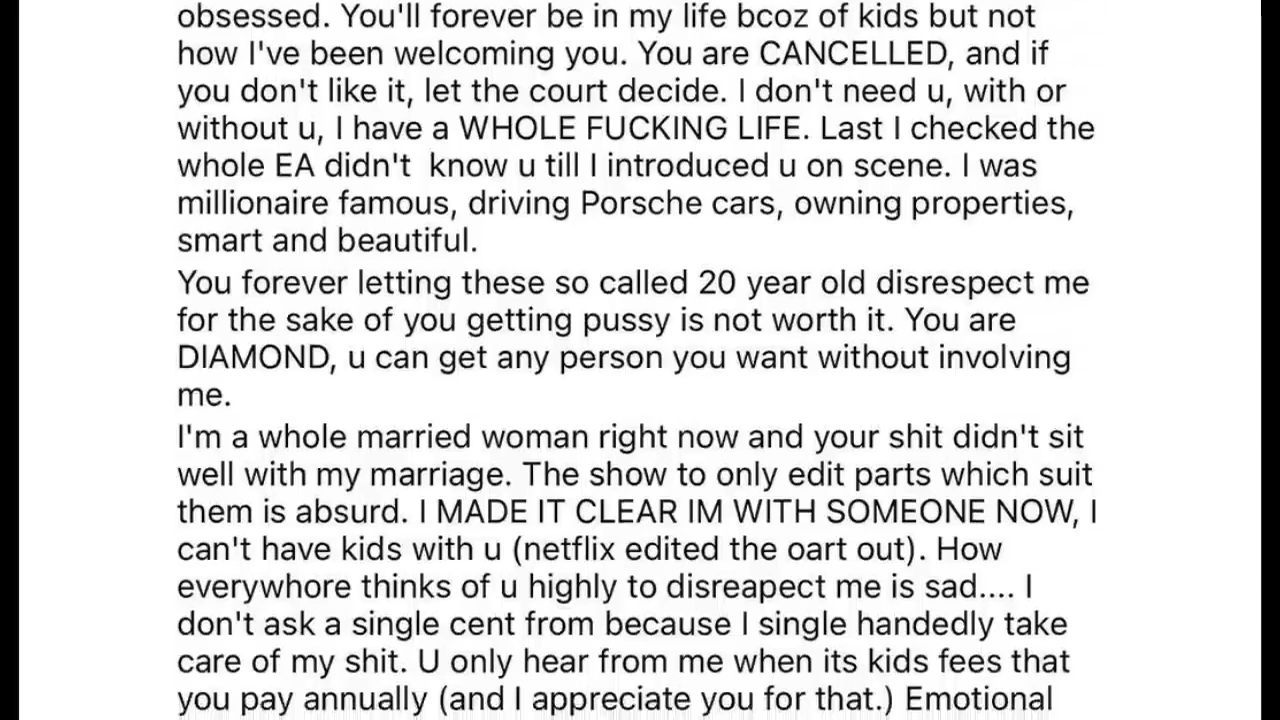 obsessed. You'll forever be in my life bcoz of kids but not
how I've been welcoming you. You are CANCELLED, and if
you don't like it, let the court decide. I don't need u, with or
without u, I have a WHOLE FUCKING LIFE. Last I checked the
whole EA didn't  know u till I introduced u on scene. I was
millionaire famous, driving Porsche cars, owning properties,
smart and beautiful.
You forever letting these so called 20 year old disrespect me
for the sake of you getting pussy is not worth it. You are
DIAMOND, u can get any person you want without involving
me.
I'm a whole married woman right now and your shit didn't sit
well with my marriage. The show to only edit parts which suit
them is absurd. I MADE IT CLEAR IM WITH SOMEONE NOW, I
can't have kids with u (netflix edited the oart out). How
everywhore thinks of u highly to disreapect me is sad.... I
don't ask a single cent from because I single handedly take
care of my shit. U only hear from me when its kids fees that
you pay annually (and I appreciate you for that.) Emotional